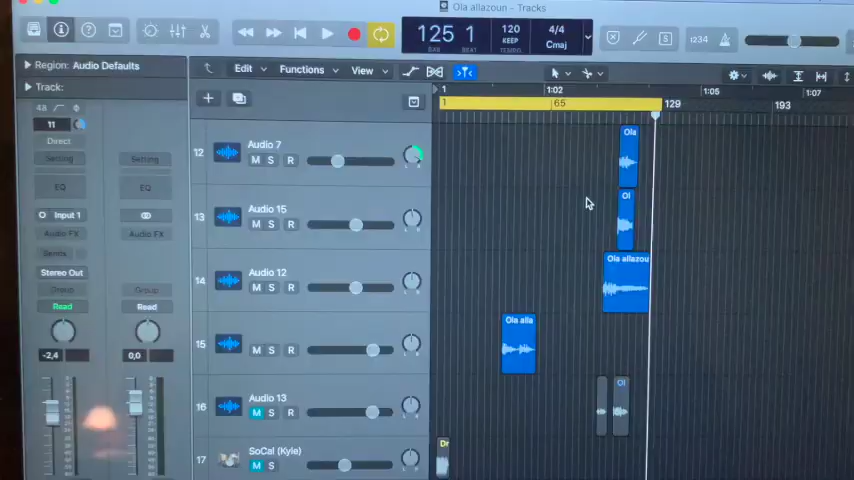 Ola allazoun - Tracks
125 1
BAR BEAT
120
KEEP
TEMPO
4/4
Cmaj
1234
Region: Audio Defaults
Edit
Functions
View
Track:
1
1:02
1:05
1:07
1
65
129
193
11
Direct
Setting
Setting
EQ
EQ
Input 1
Audio FX
Audio FX
Sends
Stereo Out
Group
Group
Read
Read
-2,4
0,0
12
Audio 7
M S R
Ola
13
Audio 15
M S R
Ol
14
Audio 12
M S R
Ola allazou
15
M S R
Ola alla
16
Audio 13
M S R
Ol
17
SoCal (Kyle)
M S
Dr